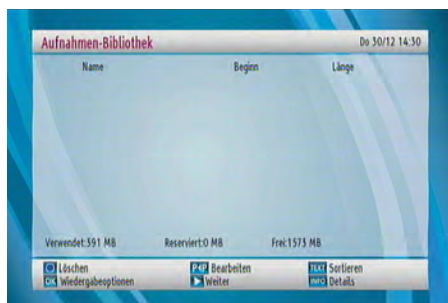 Aufnahmen-Bibliothek Do 30/12 14:30
Name Beginn Länge
Verwendet:591 MB Reserviert:0 MB Frei:1573 MB
Löschen P<P Bearbeiten TEXT Sortieren
OK Wiedergabeoptionen Weiter INFO Details